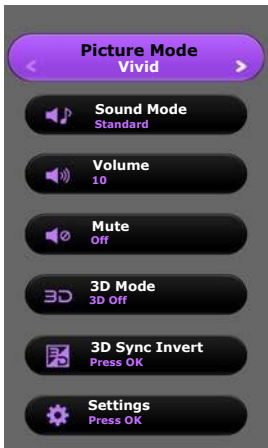 Picture Mode
Vivid
Sound Mode
Standard
Volume
10
Mute
Off
3D
3D Mode
3D Off
3D Sync Invert
Press OK
Settings
Press OK